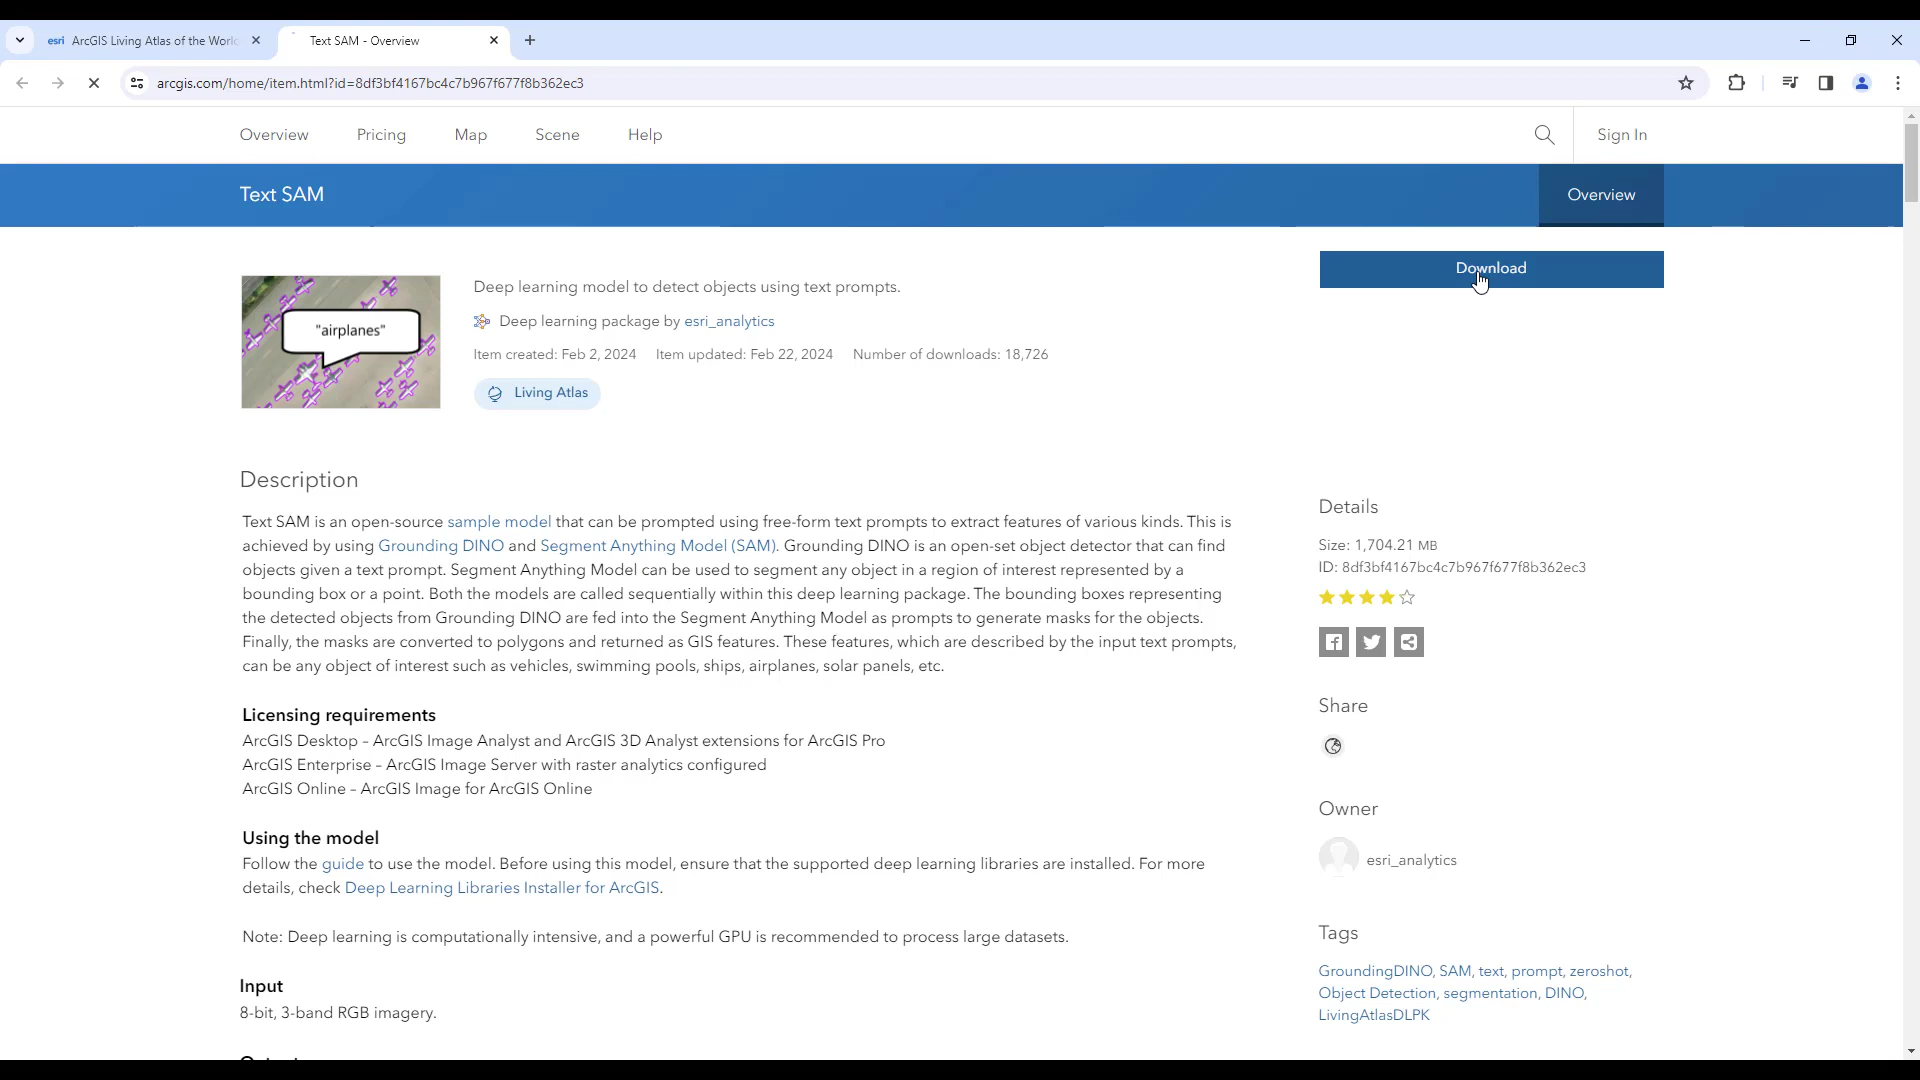 esri ArcGIS Living Atlas of the World
Text SAM - Overview
arcgis.com/home/item.html?id=8df3bf4167bc4c7b967f677f8b362ec3
Overview Pricing Map Scene Help Sign In
Text SAM Overview
Download
"airplanes"
Deep learning model to detect objects using text prompts.
Deep learning package by esri_analytics
Item created: Feb 2, 2024 Item updated: Feb 22, 2024 Number of downloads: 18,726
Living Atlas
Description
Text SAM is an open-source sample model that can be prompted using free-form text prompts to extract features of various kinds. This is
achieved by using Grounding DINO and Segment Anything Model (SAM). Grounding DINO is an open-set object detector that can find
objects given a text prompt. Segment Anything Model can be used to segment any object in a region of interest represented by a
bounding box or a point. Both the models are called sequentially within this deep learning package. The bounding boxes representing
the detected objects from Grounding DINO are fed into the Segment Anything Model as prompts to generate masks for the objects.
Finally, the masks are converted to polygons and returned as GIS features. These features, which are described by the input text prompts,
can be any object of interest such as vehicles, swimming pools, ships, airplanes, solar panels, etc.
Licensing requirements
ArcGIS Desktop – ArcGIS Image Analyst and ArcGIS 3D Analyst extensions for ArcGIS Pro
ArcGIS Enterprise – ArcGIS Image Server with raster analytics configured
ArcGIS Online – ArcGIS Image for ArcGIS Online
Using the model
Follow the guide to use the model. Before using this model, ensure that the supported deep learning libraries are installed. For more
details, check Deep Learning Libraries Installer for ArcGIS.
Note: Deep learning is computationally intensive, and a powerful GPU is recommended to process large datasets.
Input
8-bit, 3-band RGB imagery.
Details
Size: 1,704.21 MB
ID: 8df3bf4167bc4c7b967f677f8b362ec3
Share
Owner
esri_analytics
Tags
GroundingDINO, SAM, text, prompt, zeroshot,
Object Detection, segmentation, DINO,
LivingAtlasDLPK